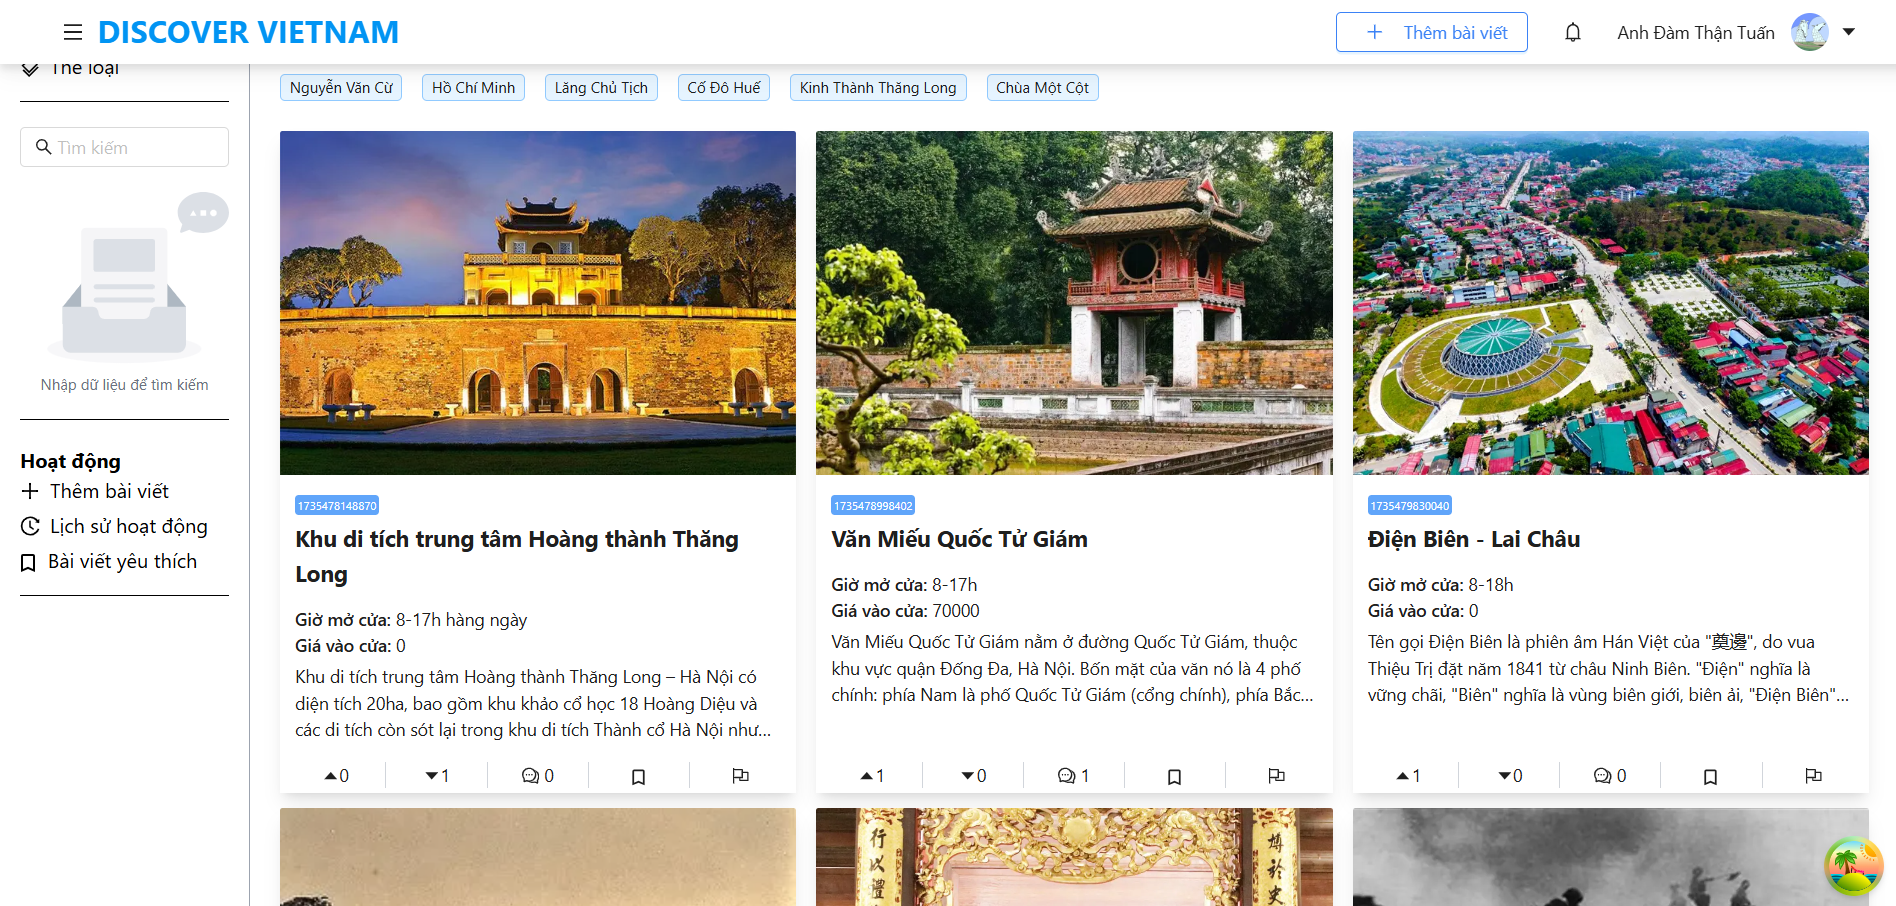 DISCOVER VIETNAM
Thêm bài viết
Anh Đàm Thận Tuấn
Thể loại
Tìm kiếm
Nhập dữ liệu để tìm kiếm
Hoạt động
Thêm bài viết
Lịch sử hoạt động
Bài viết yêu thích
Nguyễn Văn Cừ
Hồ Chí Minh
Lăng Chủ Tịch
Cố Đô Huế
Kinh Thành Thăng Long
Chùa Một Cột
1735478148870
Khu di tích trung tâm Hoàng thành Thăng
Long
Giờ mở cửa: 8-17h hàng ngày
Giá vào cửa: 0
Khu di tích trung tâm Hoàng thành Thăng Long – Hà Nội có
diện tích 20ha, bao gồm khu khảo cổ học 18 Hoàng Diệu và
các di tích còn sót lại trong khu di tích Thành cổ Hà Nội như...
0
1
0
1735478998402
Văn Miếu Quốc Tử Giám
Giờ mở cửa: 8-17h
Giá vào cửa: 70000
Văn Miếu Quốc Tử Giám nằm ở đường Quốc Tử Giám, thuộc
khu vực quận Đống Đa, Hà Nội. Bốn mặt của văn nó là 4 phố
chính: phía Nam là phố Quốc Tử Giám (cổng chính), phía Bắc...
1
0
1
1735479830040
Điện Biên - Lai Châu
Giờ mở cửa: 8-18h
Giá vào cửa: 0
Tên gọi Điện Biên là phiên âm Hán Việt của "奠邊", do vua
Thiệu Trị đặt năm 1841 từ châu Ninh Biên. "Điện" nghĩa là
vững chãi, "Biên" nghĩa là vùng biên giới, biên ải, "Điện Biên"...
1
0
0
行以禮
博於史